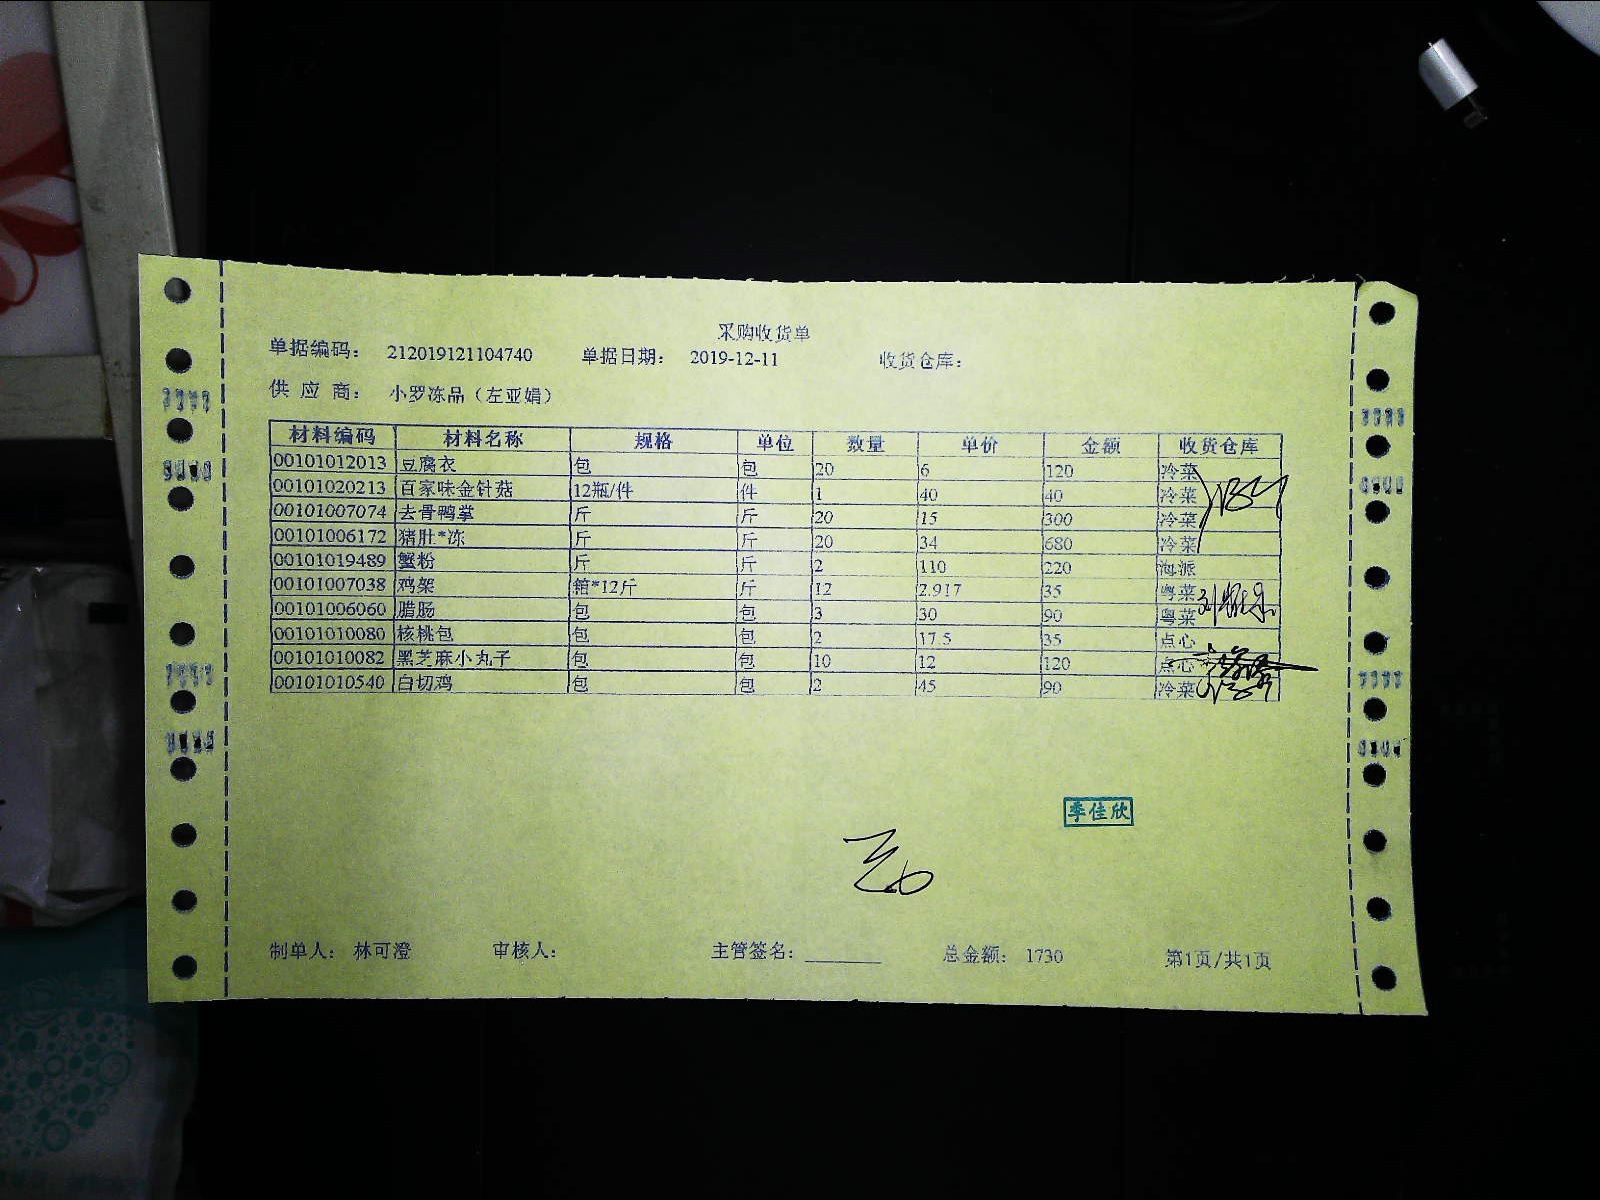 采购收货单
单据编码： 212019121104740 单据日期： 2019-12-11 收货仓库：
供 应 商： 小罗冻品（左亚娟）
材料编码 材料名称 规格 单位 数量 单价 金额 收货仓库
00101012013 豆腐衣 包 包 20 6 120 冷菜
00101020213 百家味金针菇 12瓶/件 件 1 40 40 冷菜
00101007074 去骨鸭掌 斤 斤 20 15 300 冷菜
00101006172 猪肚*冻 斤 斤 20 34 680 冷菜
00101019489 蟹粉 斤 斤 2 110 220 海派
00101007038 鸡架 箱*12斤 斤 12 2.917 35 粤菜
00101006060 腊肠 包 包 3 30 90 粤菜
00101010080 核桃包 包 包 2 17.5 35 点心
00101010082 黑芝麻小丸子 包 包 10 12 120 点心
00101010540 白切鸡 包 包 2 45 90 冷菜
季佳欣
制单人： 林可澄 审核人： 主管签名： 总金额： 1730 第1页/共1页